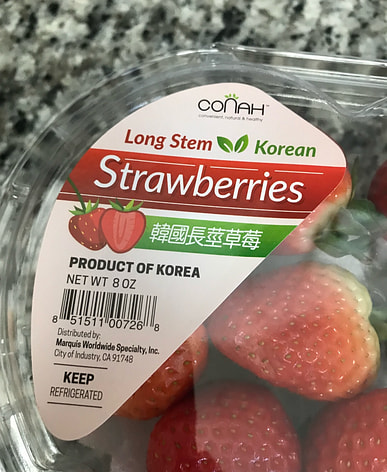 CONAH™
convenient, natural & healthy
Long Stem Korean
Strawberries
韓國長莖草莓
PRODUCT OF KOREA
NET WT 8 OZ
8 51511 00726 8
Distributed by:
Marquis Worldwide Specialty, Inc.
City of Industry, CA 91748
KEEP
REFRIGERATED